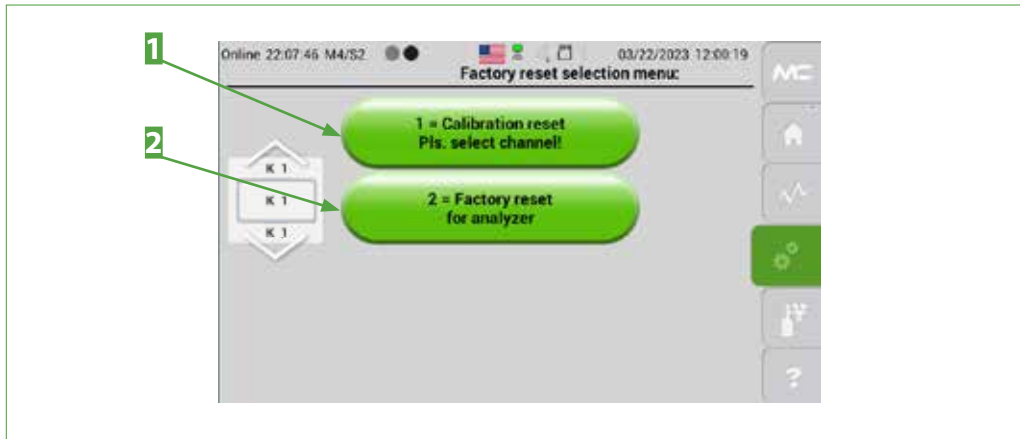 1
Online 22:07:46 M4/S2 03/22/2023 12:00:19
Factory reset selection menu:
MC
1 = Calibration reset
Pls. select channel!
2
K 1
K 1
2 = Factory reset
for analyzer
K 1
?